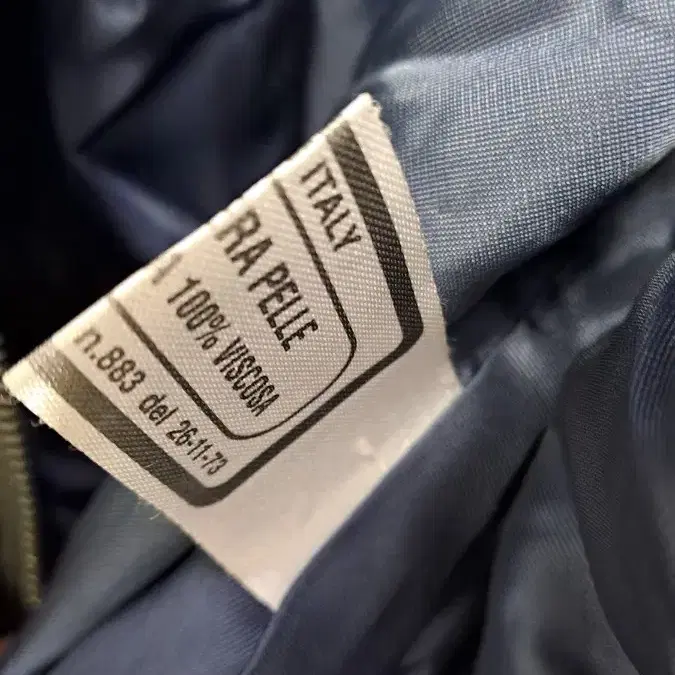 ITALY
RA PELLE
100% VISCOSA
n.883 del 26-11-73